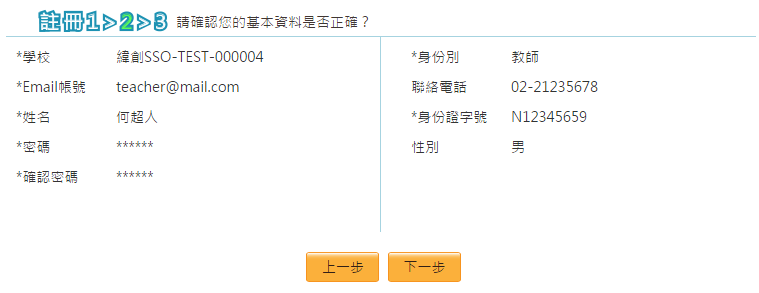 註冊1>2>3 請確認您的基本資料是否正確？
*學校 緯創SSO-TEST-000004
*Email帳號 teacher@mail.com
*姓名 何超人
*密碼 ******
*確認密碼 ******
*身份別 教師
聯絡電話 02-21235678
*身份證字號 N12345659
性別 男
上一步 下一步